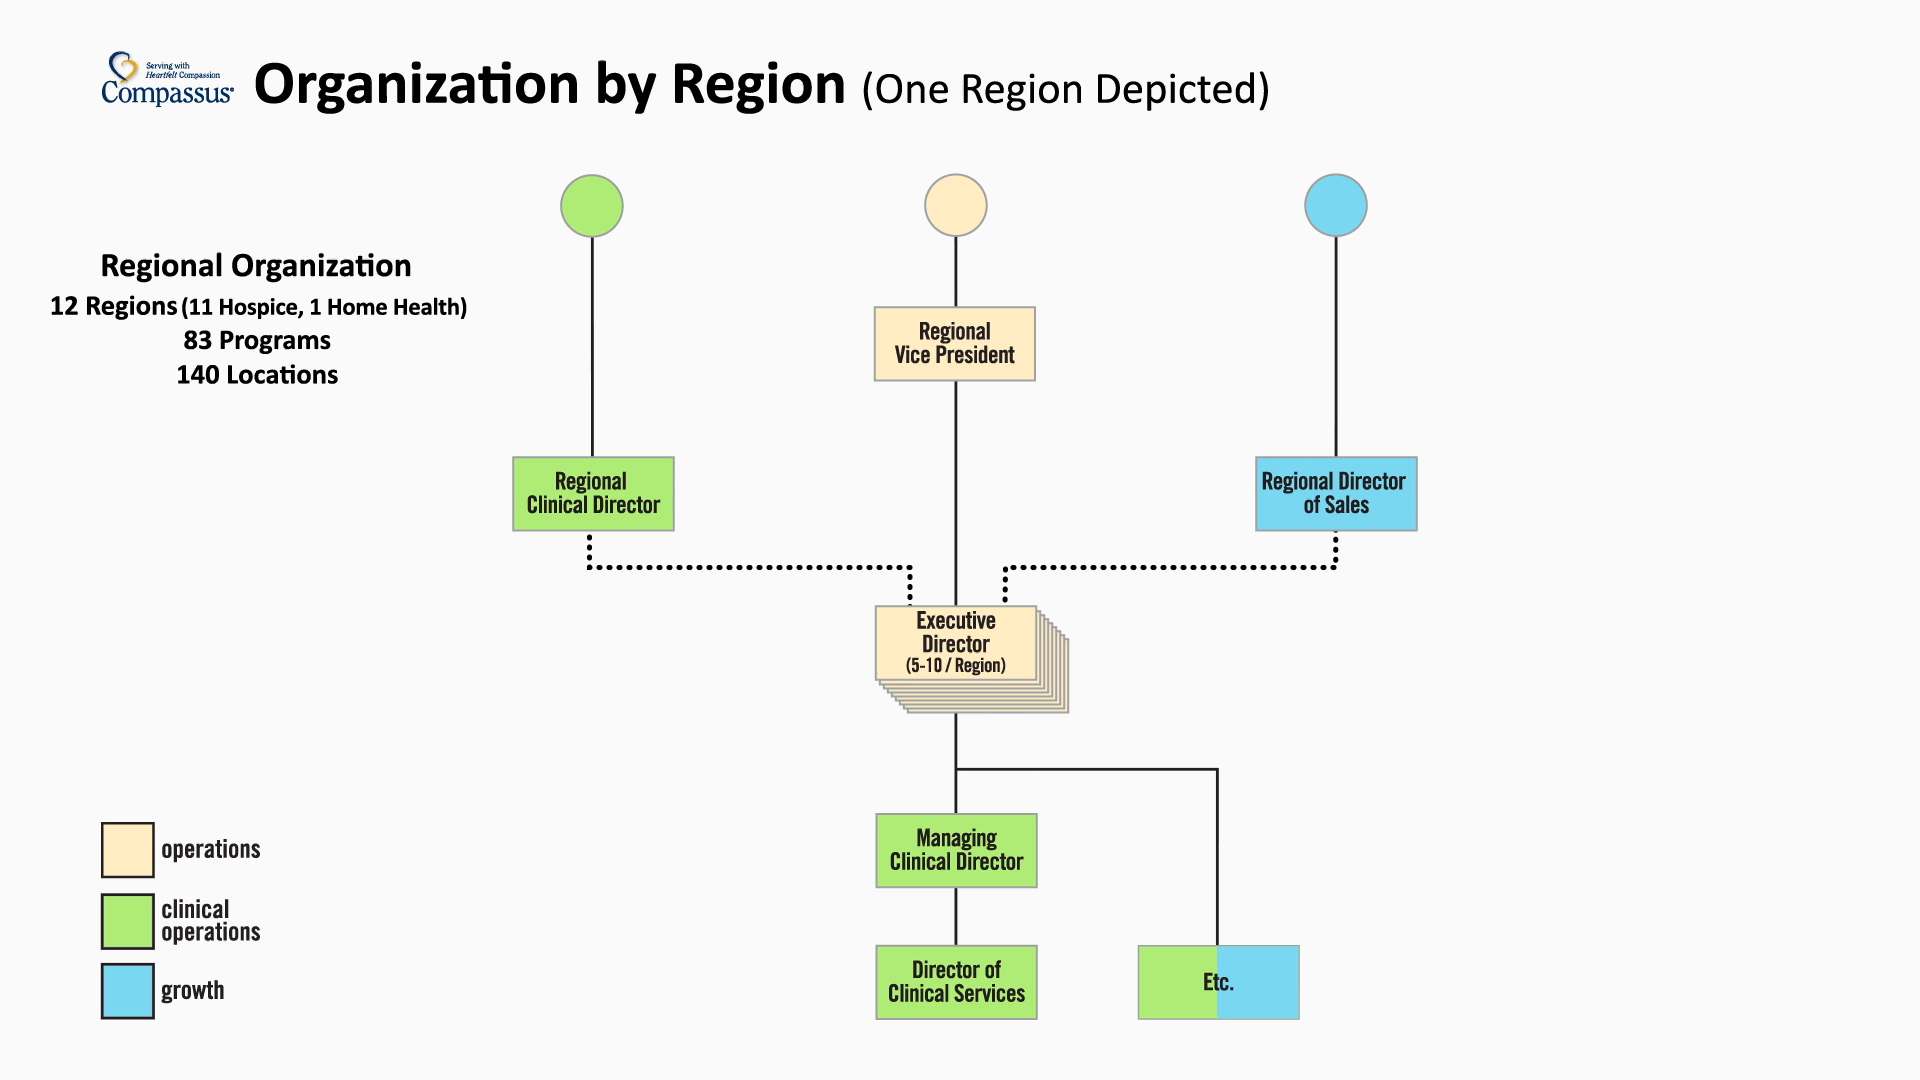 Serving with
Heartfelt Compassion
Compassus®
Organization by Region (One Region Depicted)
Regional Organization
12 Regions (11 Hospice, 1 Home Health)
83 Programs
140 Locations
Regional
Vice President
Regional
Clinical Director
Regional Director
of Sales
Executive
Director
(5-10 / Region)
Managing
Clinical Director
Director of
Clinical Services
Etc.
operations
clinical
operations
growth